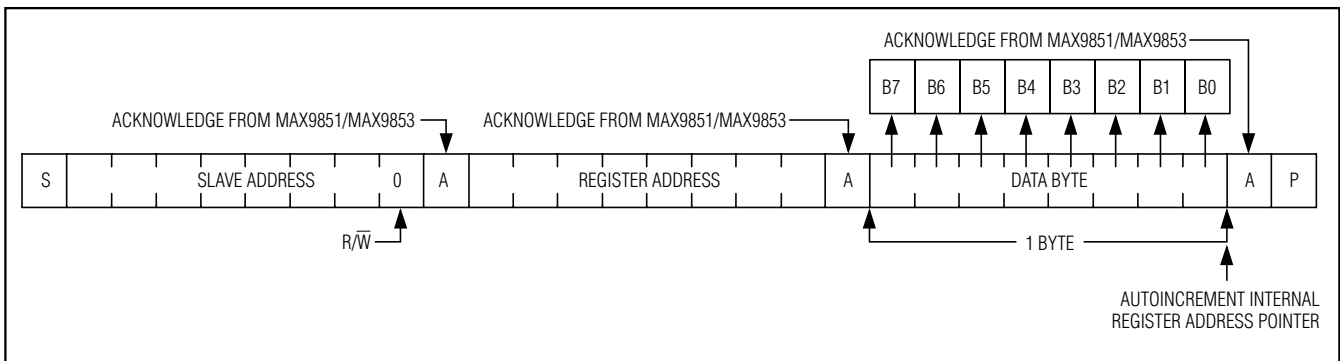 ACKNOWLEDGE FROM MAX9851/MAX9853
B7 B6 B5 B4 B3 B2 B1 B0
ACKNOWLEDGE FROM MAX9851/MAX9853 ACKNOWLEDGE FROM MAX9851/MAX9853
S SLAVE ADDRESS 0 A REGISTER ADDRESS A DATA BYTE A P
R/W̅ 1 BYTE
AUTOINCREMENT INTERNAL
REGISTER ADDRESS POINTER